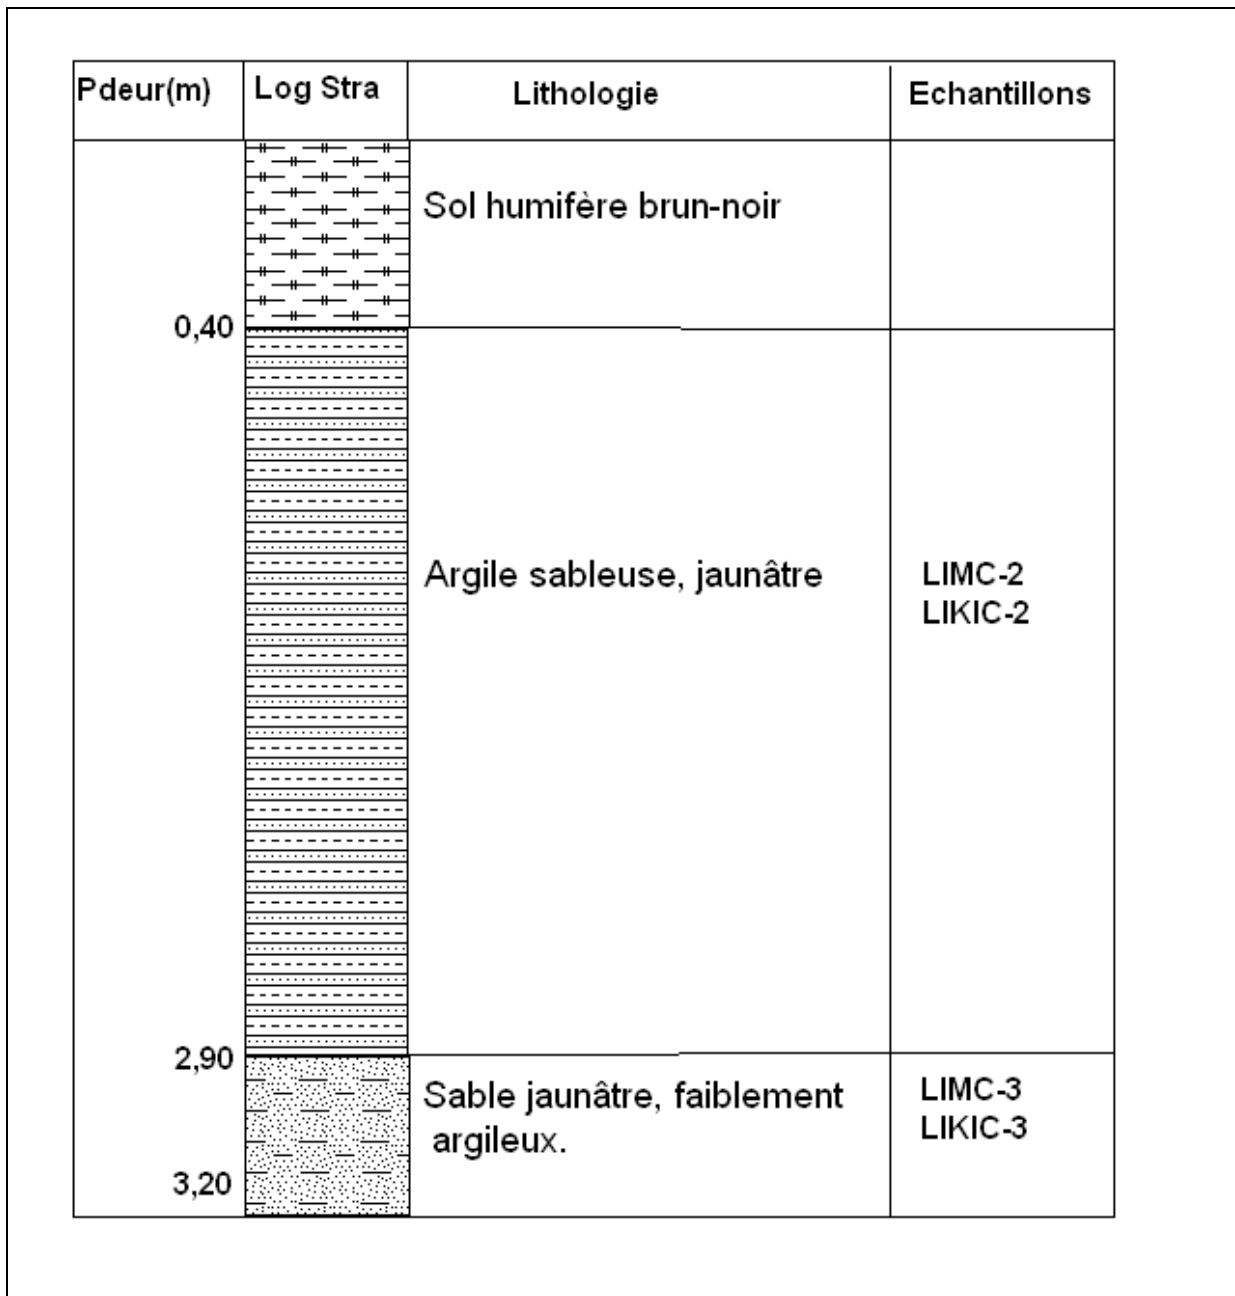 Pdeur(m) Log Stra Lithologie Echantillons
Sol humifère brun-noir
0,40
Argile sableuse, jaunâtre
LIMC-2
LIKIC-2
2,90
Sable jaunâtre, faiblement
argileux.
LIMC-3
LIKIC-3
3,20